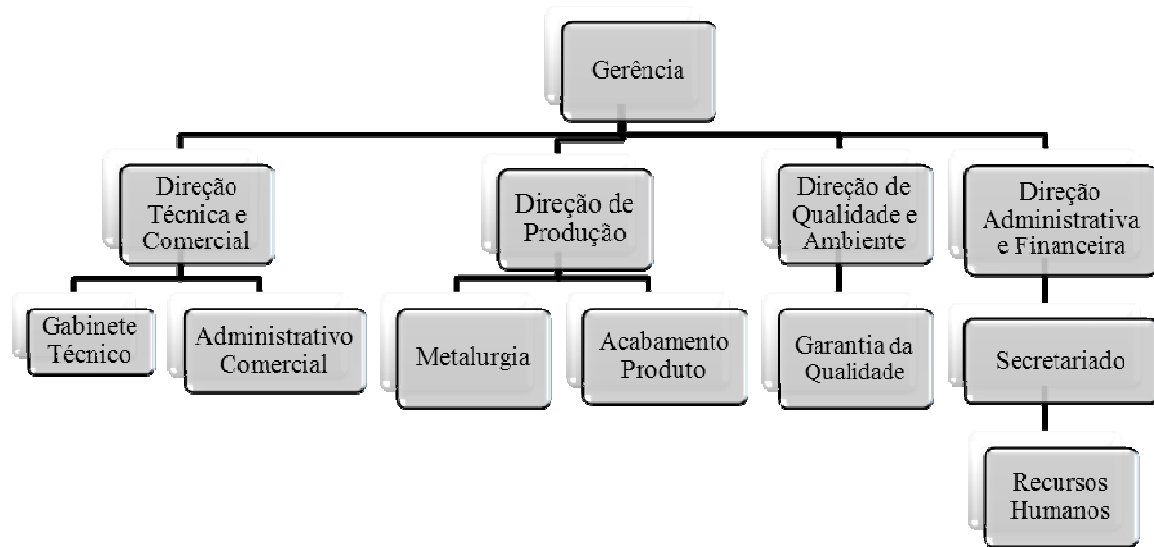 Gerência
Direção
Técnica e
Comercial
Direção de
Produção
Direção de
Qualidade e
Ambiente
Direção
Administrativa
e Financeira
Gabinete
Técnico
Administrativo
Comercial
Metalurgia
Acabamento
Produto
Garantia da
Qualidade
Secretariado
Recursos
Humanos